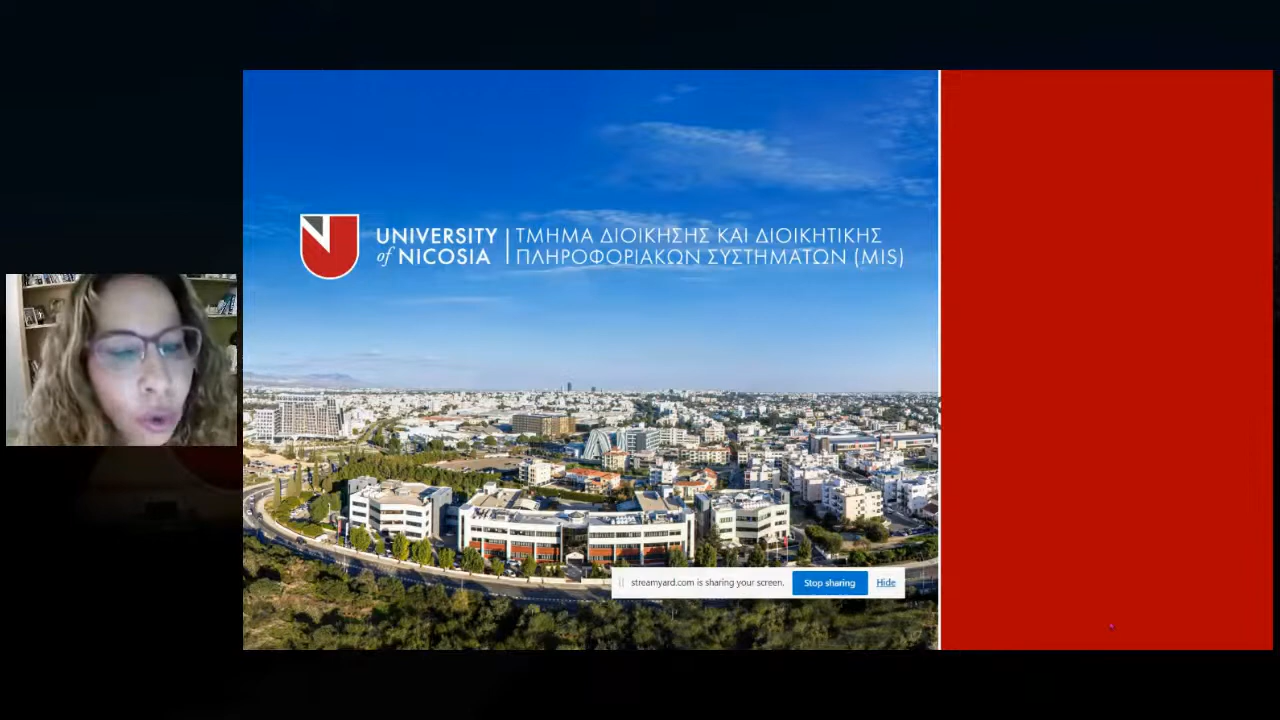 UNIVERSITY
of NICOSIA
ΤΜΗΜΑ ΔΙΟΙΚΗΣΗΣ ΚΑΙ ΔΙΟΙΚΗΤΙΚΗΣ
ΠΛΗΡΟΦΟΡΙΑΚΩΝ ΣΥΣΤΗΜΑΤΩΝ (MIS)
streamyard.com is sharing your screen. Stop sharing Hide